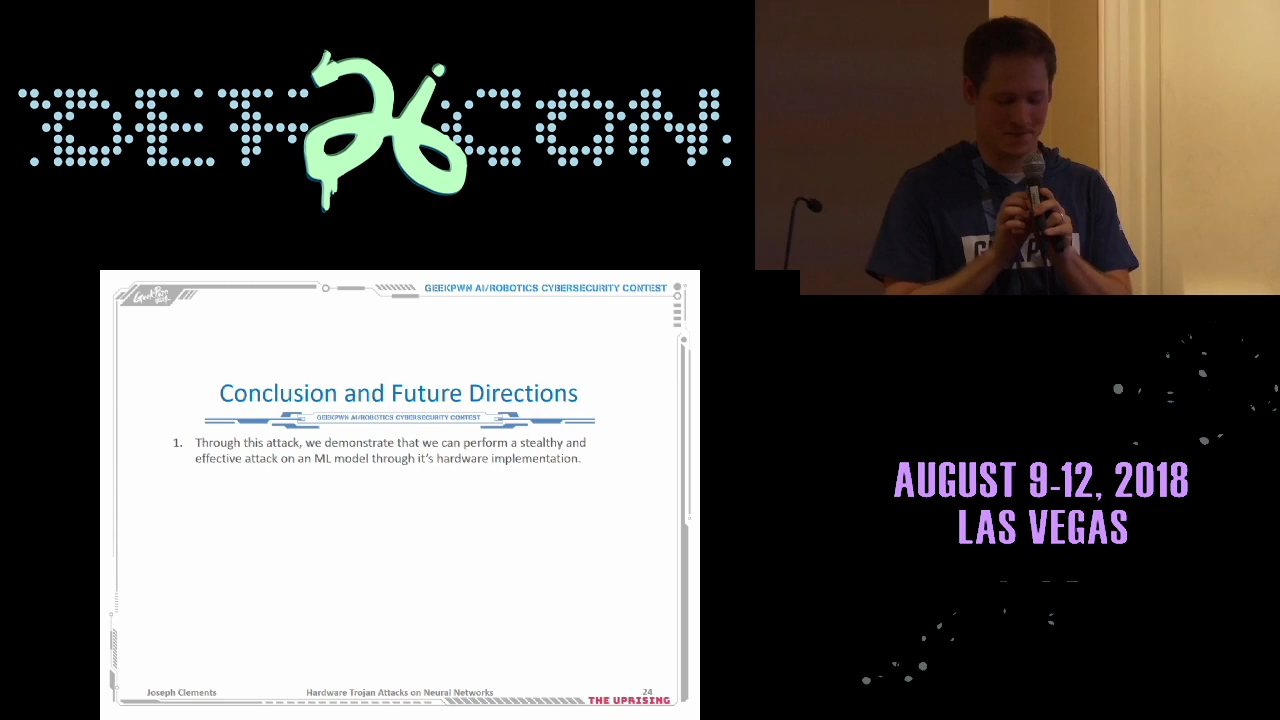 DEF 26 CON
GEEKPWN AI/ROBOTICS CYBERSECURITY CONTEST
Conclusion and Future Directions
GEEKPWN AI/ROBOTICS CYBERSECURITY CONTEST
1. Through this attack, we demonstrate that we can perform a stealthy and
effective attack on an ML model through it's hardware implementation.
Joseph Clements
Hardware Trojan Attacks on Neural Networks
24
THE UPRISING
AUGUST 9-12, 2018
LAS VEGAS